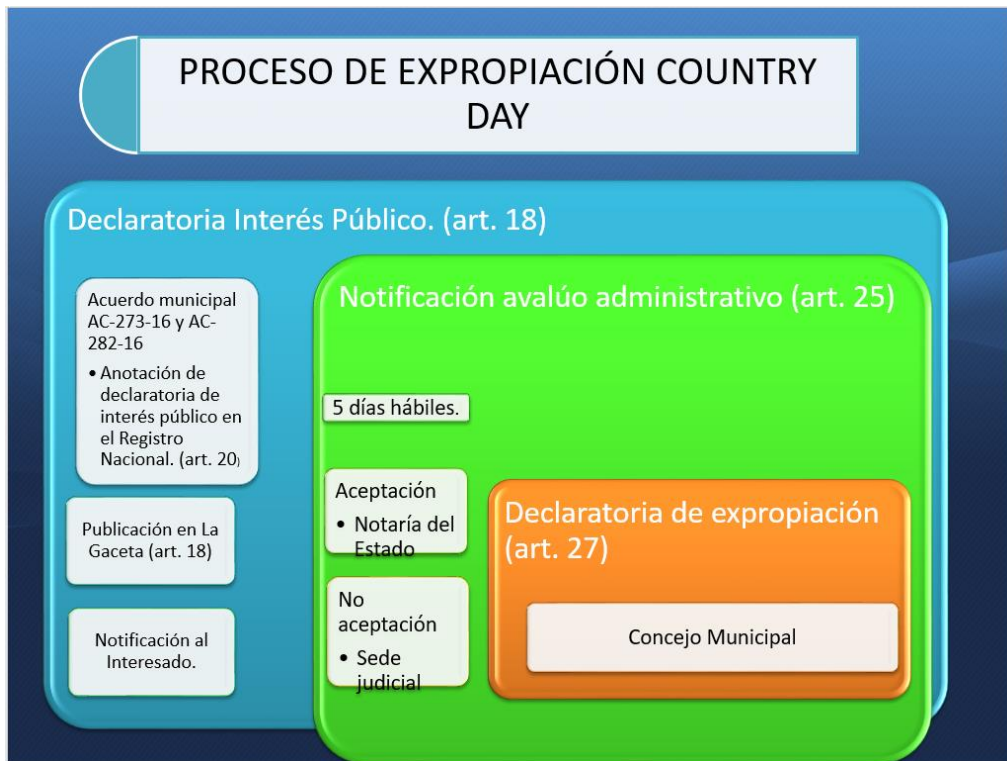 PROCESO DE EXPROPIACIÓN COUNTRY
DAY
Declaratoria Interés Público. (art. 18)
Acuerdo municipal
AC-273-16 y AC-
282-16
• Anotación de
declaratoria de
interés público en
el Registro
Nacional. (art. 20)
Publicación en La
Gaceta (art. 18)
Notificación al
Interesado.
Notificación avalúo administrativo (art. 25)
5 días hábiles.
Aceptación
• Notaría del
Estado
No
aceptación
• Sede
judicial
Declaratoria de expropiación
(art. 27)
Concejo Municipal